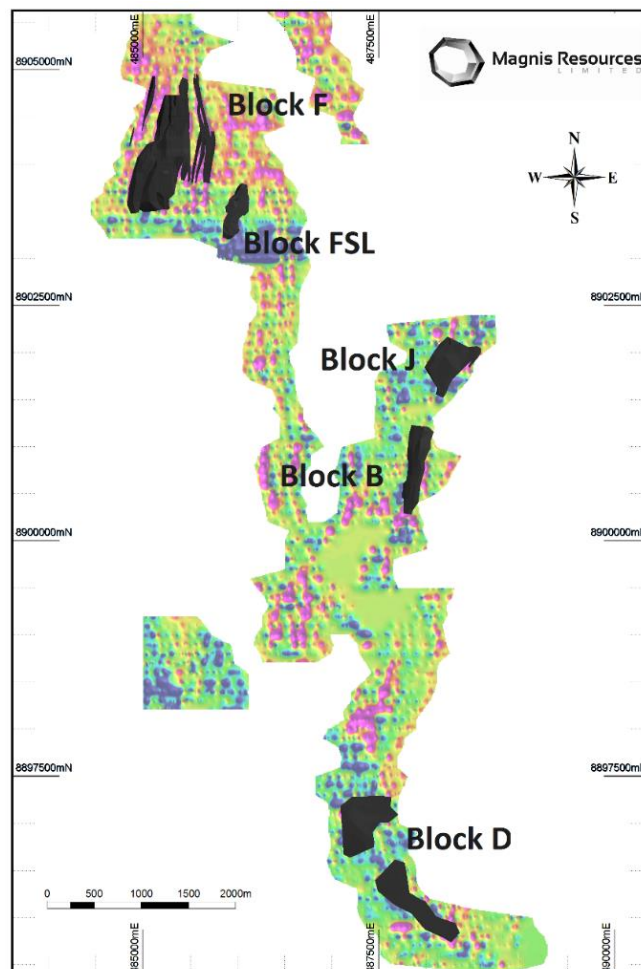 485000mE
487500mE
Magnis Resources
LIMITED
8905000mN
Block F
N
W
E
S
Block FSL
8902500mN
8902500mN
Block J
Block B
8900000mN
8900000mN
8897500mN
8897500mN
Block D
0 500 1000 1500 2000m
485000mE
487500mE
90000mE